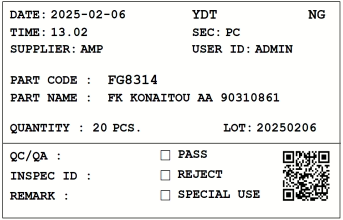 DATE: 2025-02-06 YDT NG
TIME: 13.02 SEC: PC
SUPPLIER: AMP USER ID: ADMIN
PART CODE : FG8314
PART NAME : FK KONAITOU AA 90310861
QUANTITY : 20 PCS. LOT: 20250206
QC/QA : ☐ PASS
INSPEC ID : ☐ REJECT
REMARK : ☐ SPECIAL USE